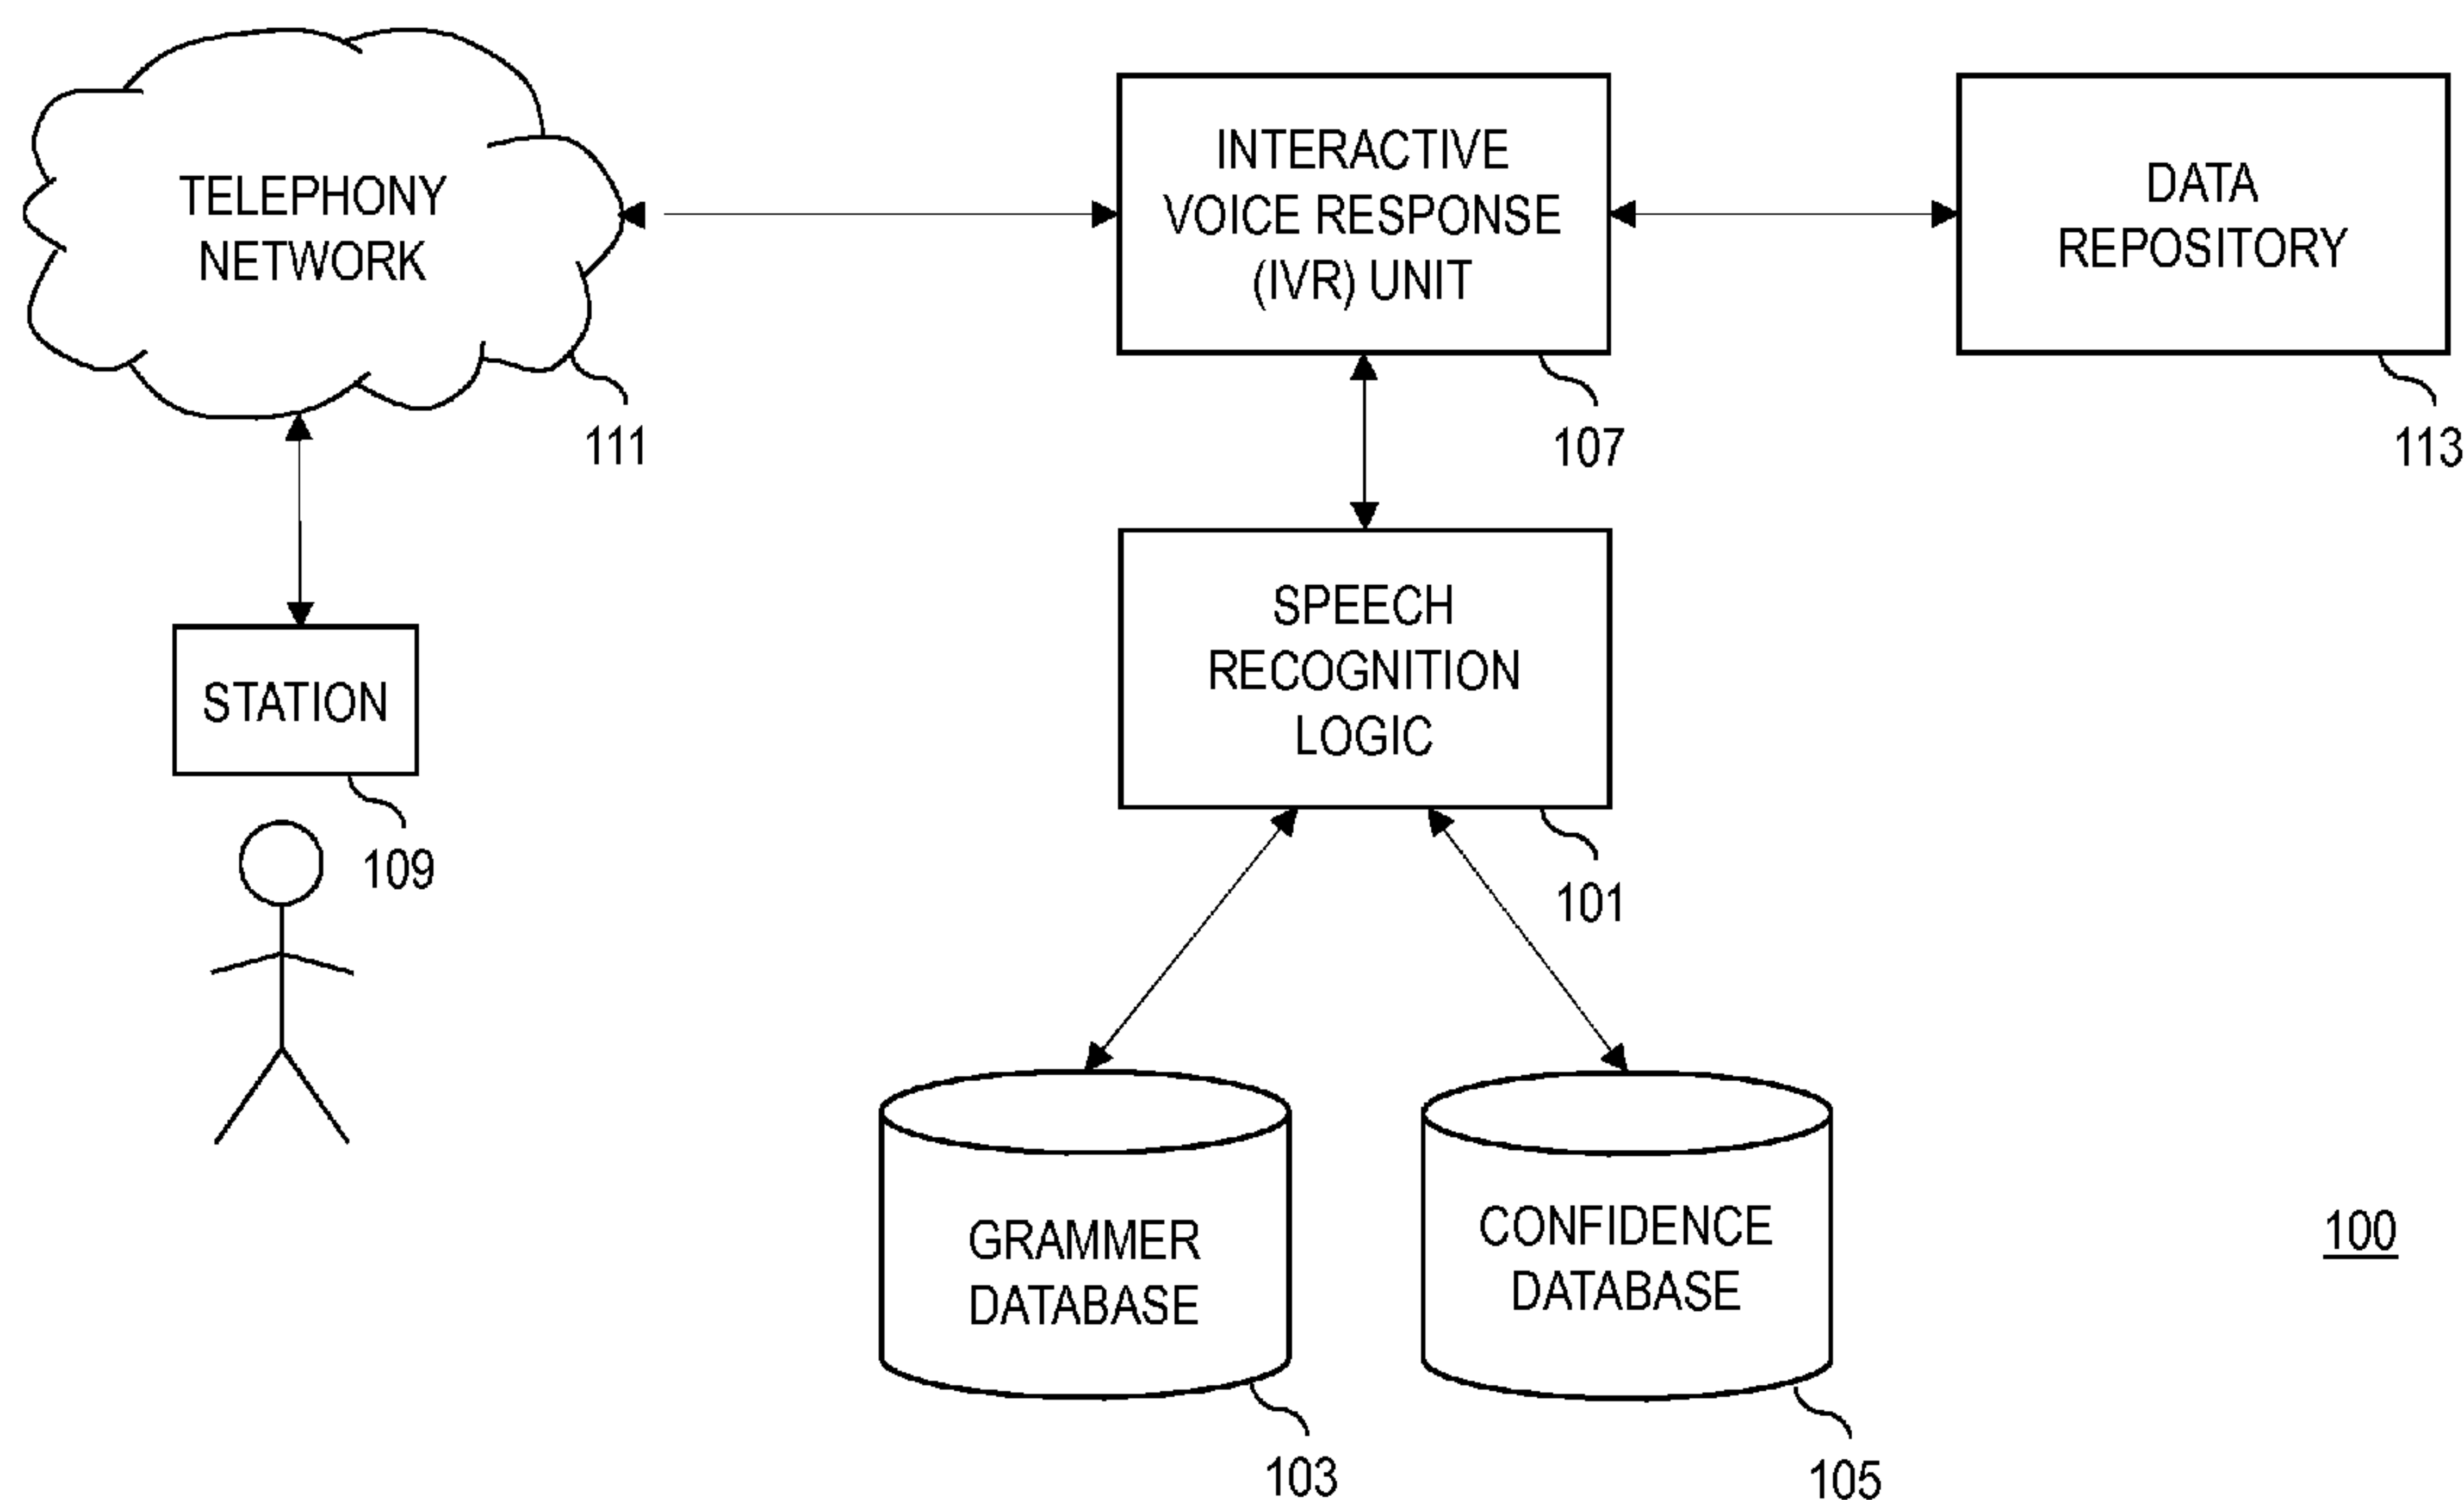 TELEPHONY
NETWORK
111
INTERACTIVE
VOICE RESPONSE
(IVR) UNIT
107
DATA
REPOSITORY
113
STATION
109
SPEECH
RECOGNITION
LOGIC
101
GRAMMER
DATABASE
103
CONFIDENCE
DATABASE
105
100